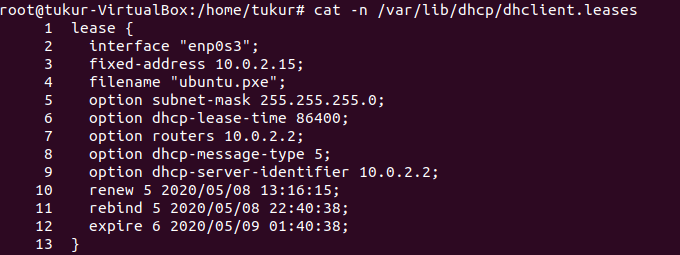 root@tukur-VirtualBox:/home/tukur# cat -n /var/lib/dhcp/dhclient.leases
     1  lease {
     2    interface "enp0s3";
     3    fixed-address 10.0.2.15;
     4    filename "ubuntu.pxe";
     5    option subnet-mask 255.255.255.0;
     6    option dhcp-lease-time 86400;
     7    option routers 10.0.2.2;
     8    option dhcp-message-type 5;
     9    option dhcp-server-identifier 10.0.2.2;
    10    renew 5 2020/05/08 13:16:15;
    11    rebind 5 2020/05/08 22:40:38;
    12    expire 6 2020/05/09 01:40:38;
    13  }